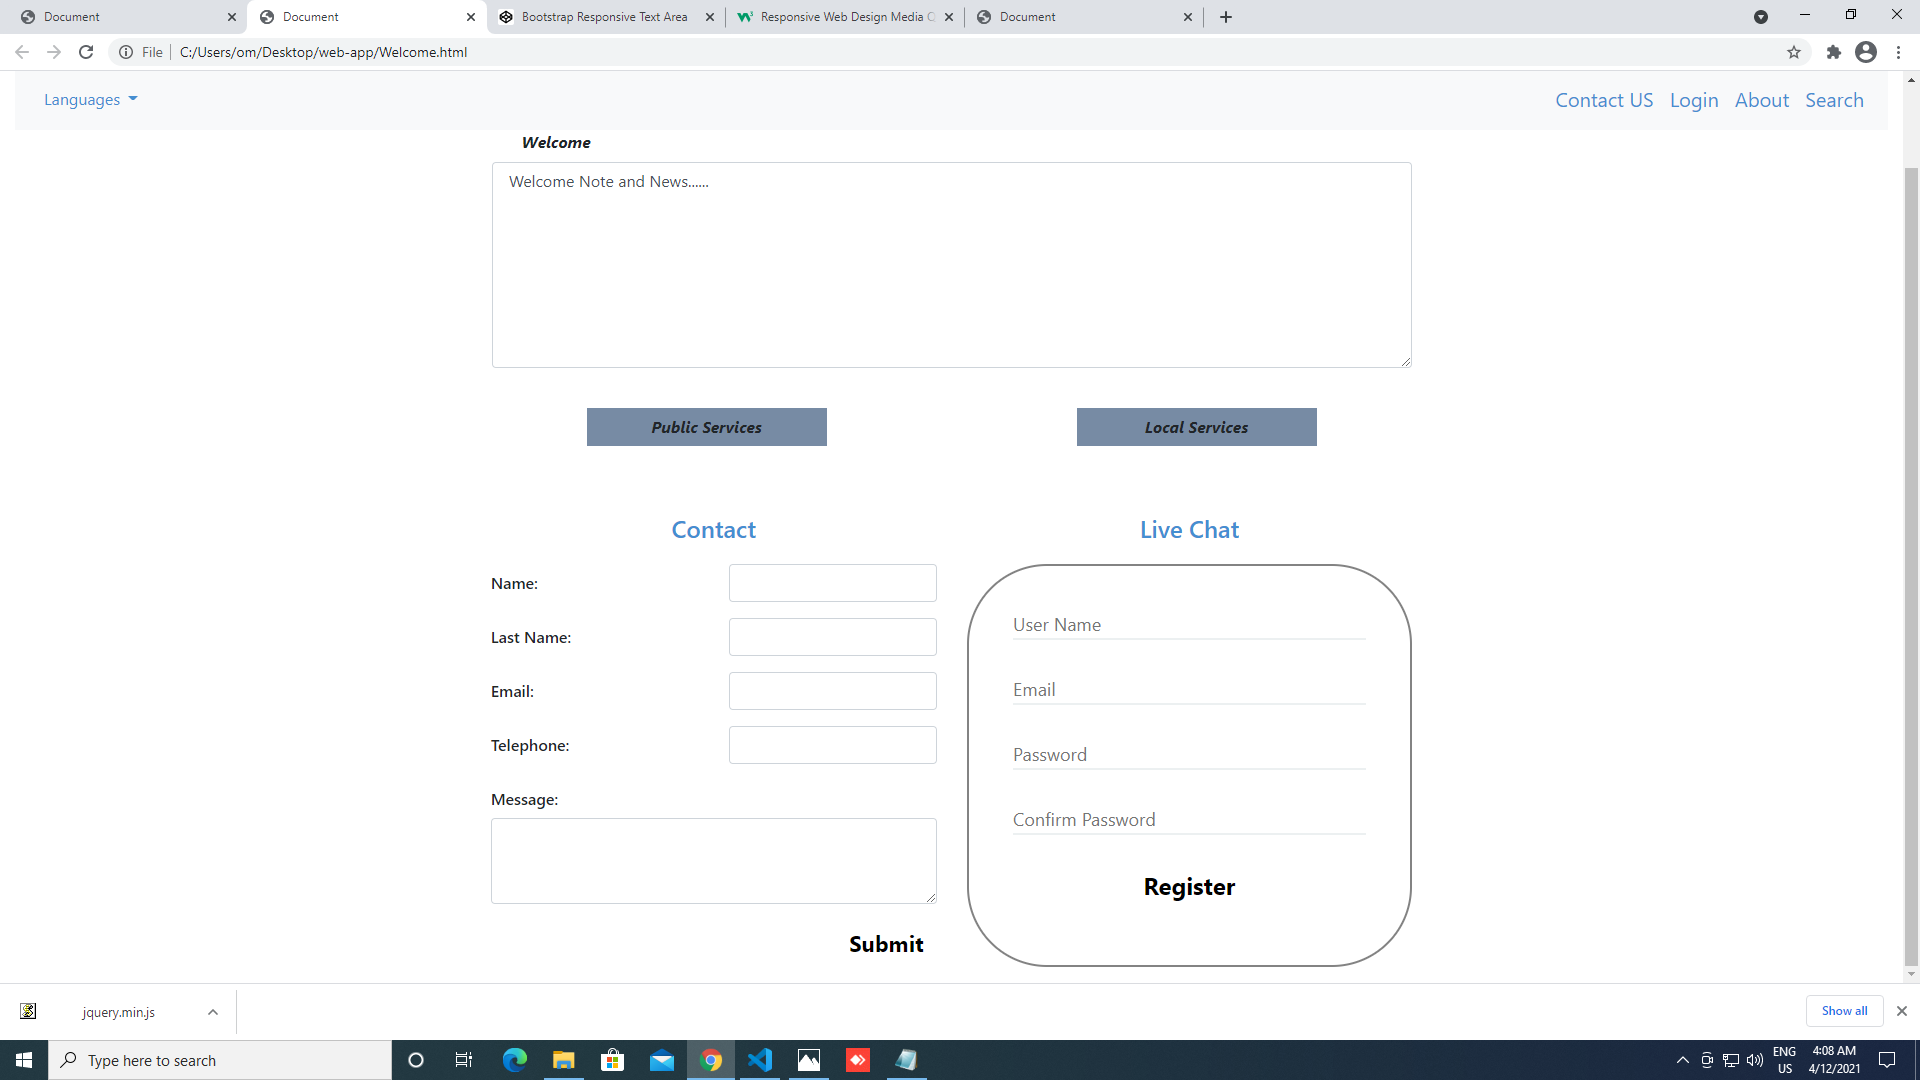 Document
Document
Bootstrap Responsive Text Area
Responsive Web Design Media Q
Document
File
C:/Users/om/Desktop/web-app/Welcome.html
Languages
Contact US
Login
About
Search
Welcome
Welcome Note and News......
Public Services
Local Services
Contact
Live Chat
Name:
Last Name:
Email:
Telephone:
Message:
Submit
User Name
Email
Password
Confirm Password
Register
jquery.min.js
Show all
Type here to search
ENG
US
4:08 AM
4/12/2021